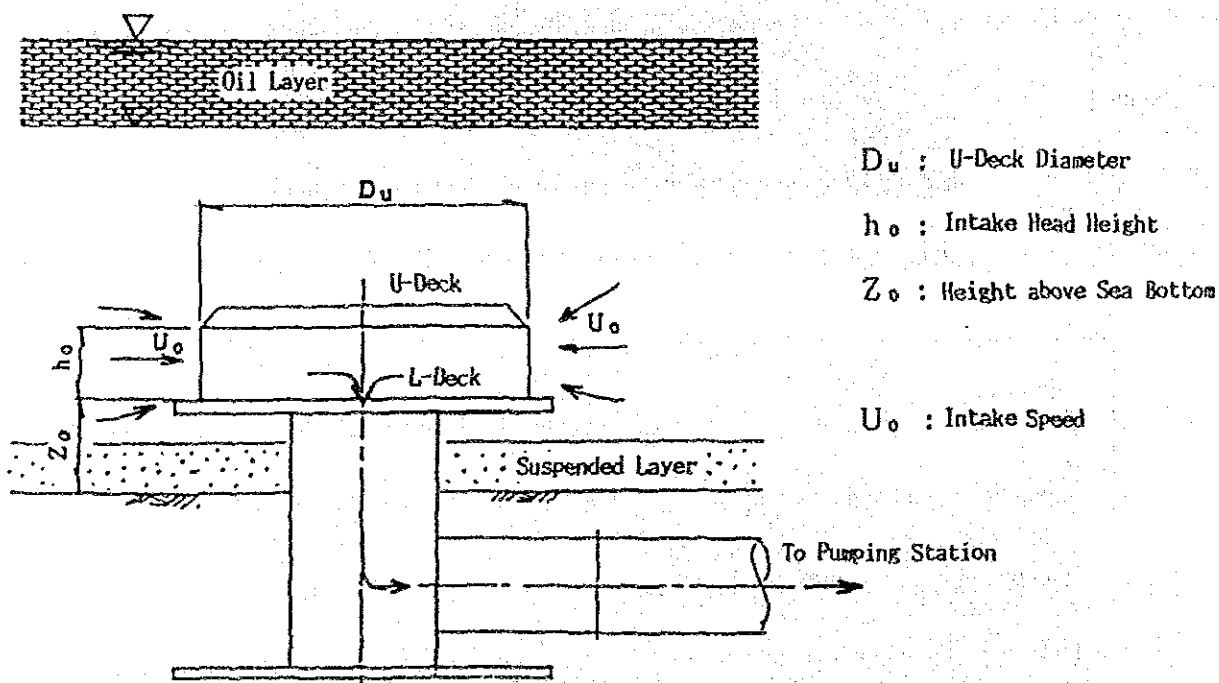 Oil Layer
Du
Du : U-Deck Diameter
ho : Intake Head Height
Zo : Height above Sea Bottom
Uo : Intake Speed
U-Deck
Uo
Uo
ho
L-Deck
Zo
Suspended Layer
To Pumping Station